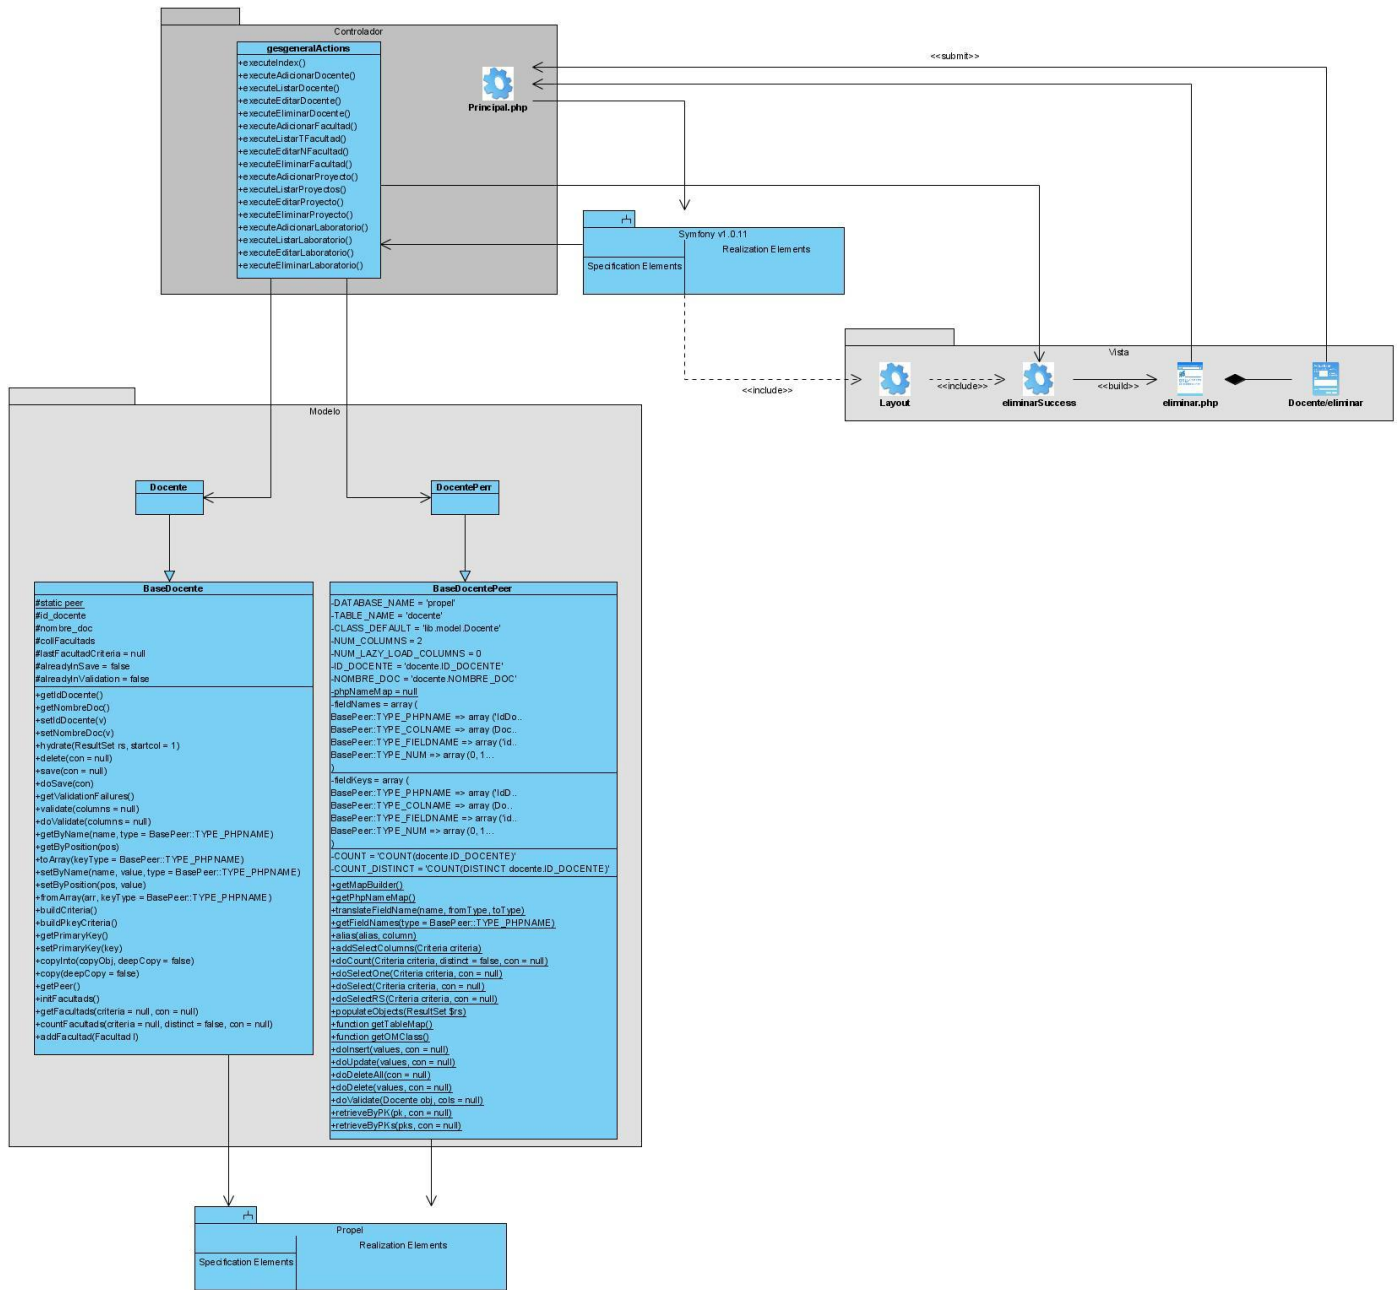 Controlador
gesgeneralActions
+executeIndex()
+executeAdicionarDocente()
+executeListarDocente()
+executeEditarDocente()
+executeEliminarDocente()
+executeAdicionarFacultad()
+executeListarTFacultad()
+executeEditarNFacultad()
+executeEliminarFacultad()
+executeAdicionarProyecto()
+executeListarProyectos()
+executeEditarProyecto()
+executeEliminarProyecto()
+executeAdicionarLaboratorio()
+executeListarLaboratorio()
+executeEditarLaboratorio()
+executeEliminarLaboratorio()
Principal.php
<<submit>>
Symfony v1.0.11
Realization Elements
Specification Elements
Vista
<<include>>
Layout
<<include>>
eliminarSuccess
<<build>>
eliminar.php
Docente/eliminar
Modelo
Docente
DocentePerr
BaseDocente
#static peer
#id_docente
#nombre_doc
#collFacultads
#lastFacultadCriteria = null
#alreadyInSave = false
#alreadyInValidation = false
+getIdDocente()
+getNombreDoc()
+setIdDocente(v)
+setNombreDoc(v)
+hydrate(ResultSet rs, startcol = 1)
+delete(con = null)
+save(con = null)
+doSave(con)
+getValidationFailures()
+validate(columns = null)
+doValidate(columns = null)
+getByName(name, type = BasePeer::TYPE_PHPNAME)
+getByPosition(pos)
+toArray(keyType = BasePeer::TYPE_PHPNAME)
+setByName(name, value, type = BasePeer::TYPE_PHPNAME)
+setByPosition(pos, value)
+fromArray(arr, keyType = BasePeer::TYPE_PHPNAME)
+buildCriteria()
+buildPkeyCriteria()
+getPrimaryKey()
+setPrimaryKey(key)
+copyInto(copyObj, deepCopy = false)
+copy(deepCopy = false)
+getPeer()
+initFacultads()
+getFacultads(criteria = null, con = null)
+countFacultads(criteria = null, distinct = false, con = null)
+addFacultad(Facultad l)
BaseDocentePeer
-DATABASE_NAME = 'propel'
-TABLE_NAME = 'docente'
-CLASS_DEFAULT = 'lib.model.Docente'
-NUM_COLUMNS = 2
-NUM_LAZY_LOAD_COLUMNS = 0
-ID_DOCENTE = 'docente.ID_DOCENTE'
-NOMBRE_DOC = 'docente.NOMBRE_DOC'
-phpNameMap = null
-fieldNames = array (
BasePeer::TYPE_PHPNAME => array ('IdDo..
BasePeer::TYPE_COLNAME => array (Doc..
BasePeer::TYPE_FIELDNAME => array ('id..
BasePeer::TYPE_NUM => array (0, 1...
)
-fieldKeys = array (
BasePeer::TYPE_PHPNAME => array ('IdD..
BasePeer::TYPE_COLNAME => array (Do..
BasePeer::TYPE_FIELDNAME => array ('id..
BasePeer::TYPE_NUM => array (0, 1...
)
-COUNT = 'COUNT(docente.ID_DOCENTE)'
-COUNT_DISTINCT = 'COUNT(DISTINCT docente.ID_DOCENTE)'
+getMapBuilder()
+getPhpNameMap()
+translateFieldName(name, fromType, toType)
+getFieldNames(type = BasePeer::TYPE_PHPNAME)
+alias(alias, column)
+addSelectColumns(Criteria criteria)
+doCount(Criteria criteria, distinct = false, con = null)
+doSelectOne(Criteria criteria, con = null)
+doSelect(Criteria criteria, con = null)
+doSelectRS(Criteria criteria, con = null)
+populateObjects(ResultSet $rs)
+function getTableMap()
+function getOMClass()
+doInsert(values, con = null)
+doUpdate(values, con = null)
+doDeleteAll(con = null)
+doDelete(values, con = null)
+doValidate(Docente obj, cols = null)
+retrieveByPK(pk, con = null)
+retrieveByPKs(pks, con = null)
Propel
Realization Elements
Specification Elements